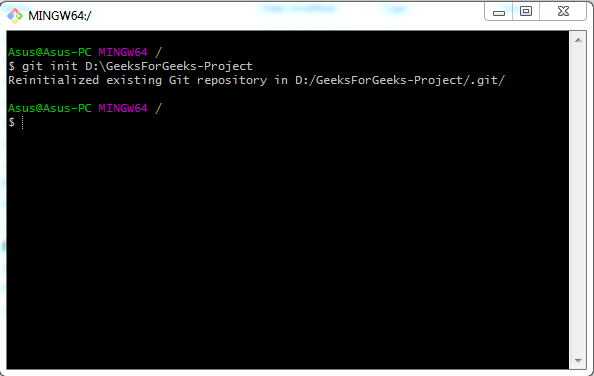 MINGW64:/
Asus@Asus-PC MINGW64 /
$ git init D:\GeeksForGeeks-Project
Reinitialized existing Git repository in D:/GeeksForGeeks-Project/.git/
Asus@Asus-PC MINGW64 /
$